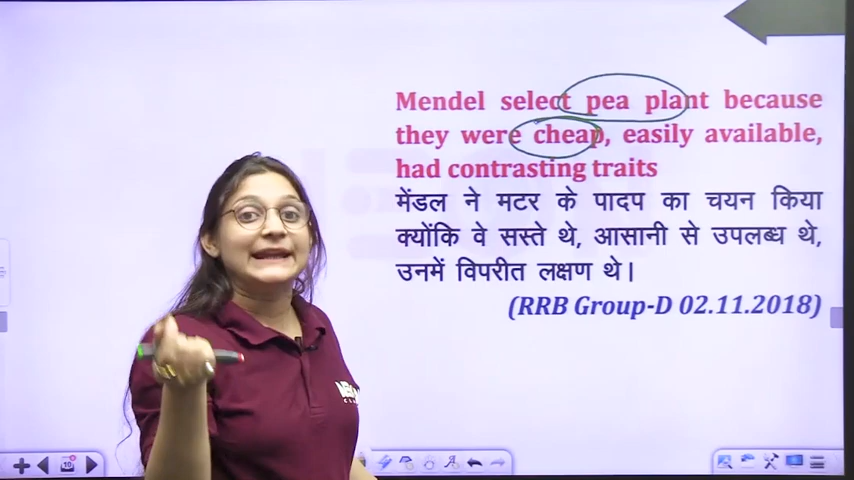 Mendel select pea plant because
they were cheap, easily available,
had contrasting traits
मेंडल ने मटर के पादप का चयन किया
क्योंकि वे सस्ते थे, आसानी से उपलब्ध थे,
उनमें विपरीत लक्षण थे।
(RRB Group-D 02.11.2018)
10